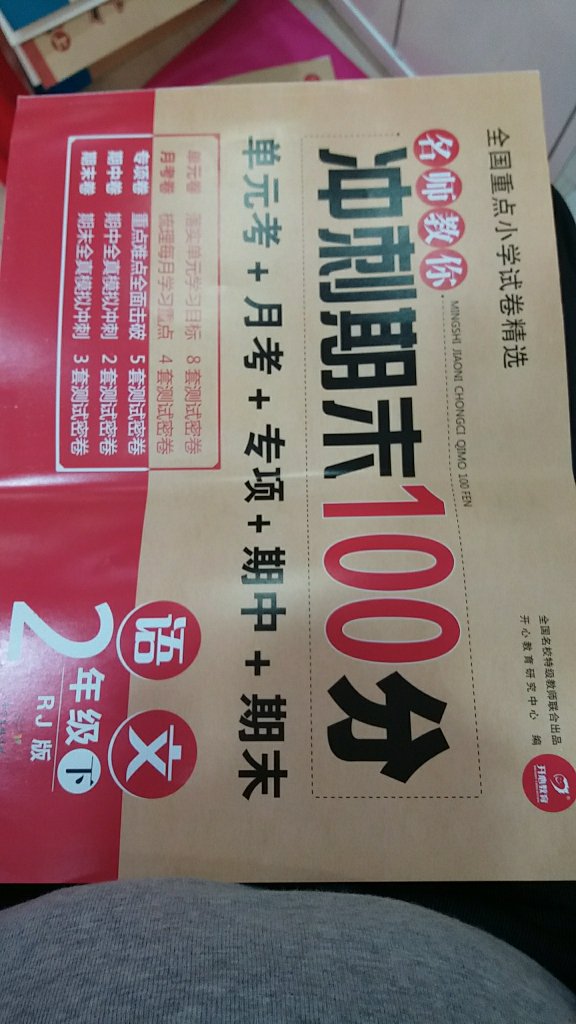 全国重点小学试卷精选
全国名校特级教师联合出品
开心教育研究中心 编
开心教育
名师教你
MINGSHI JIAONI CHONGCI QIMO 100 FEN
冲刺期末100分
单元考+月考+专项+期中+期末
单元卷 落实单元学习目标 8套测试密卷
月考卷 梳理每月学习重点 4套测试密卷
专项卷 重点难点全面击破 5套测试密卷
期中卷 期中全真模拟冲刺 2套测试密卷
期末卷 期末全真模拟冲刺 3套测试密卷
语文
2年级下
RJ版